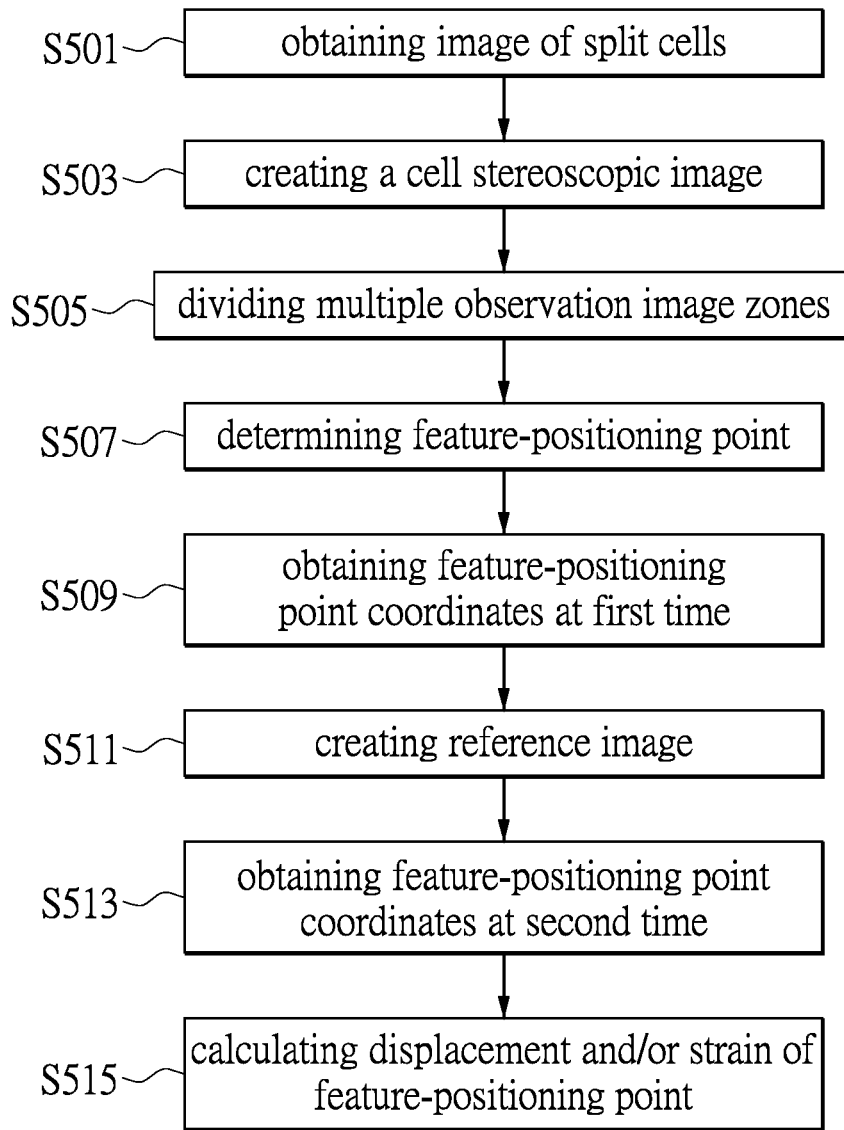 S501
obtaining image of split cells
S503
creating a cell stereoscopic image
S505
dividing multiple observation image zones
S507
determining feature-positioning point
S509
obtaining feature-positioning
point coordinates at first time
S511
creating reference image
S513
obtaining feature-positioning point
coordinates at second time
S515
calculating displacement and/or strain of
feature-positioning point